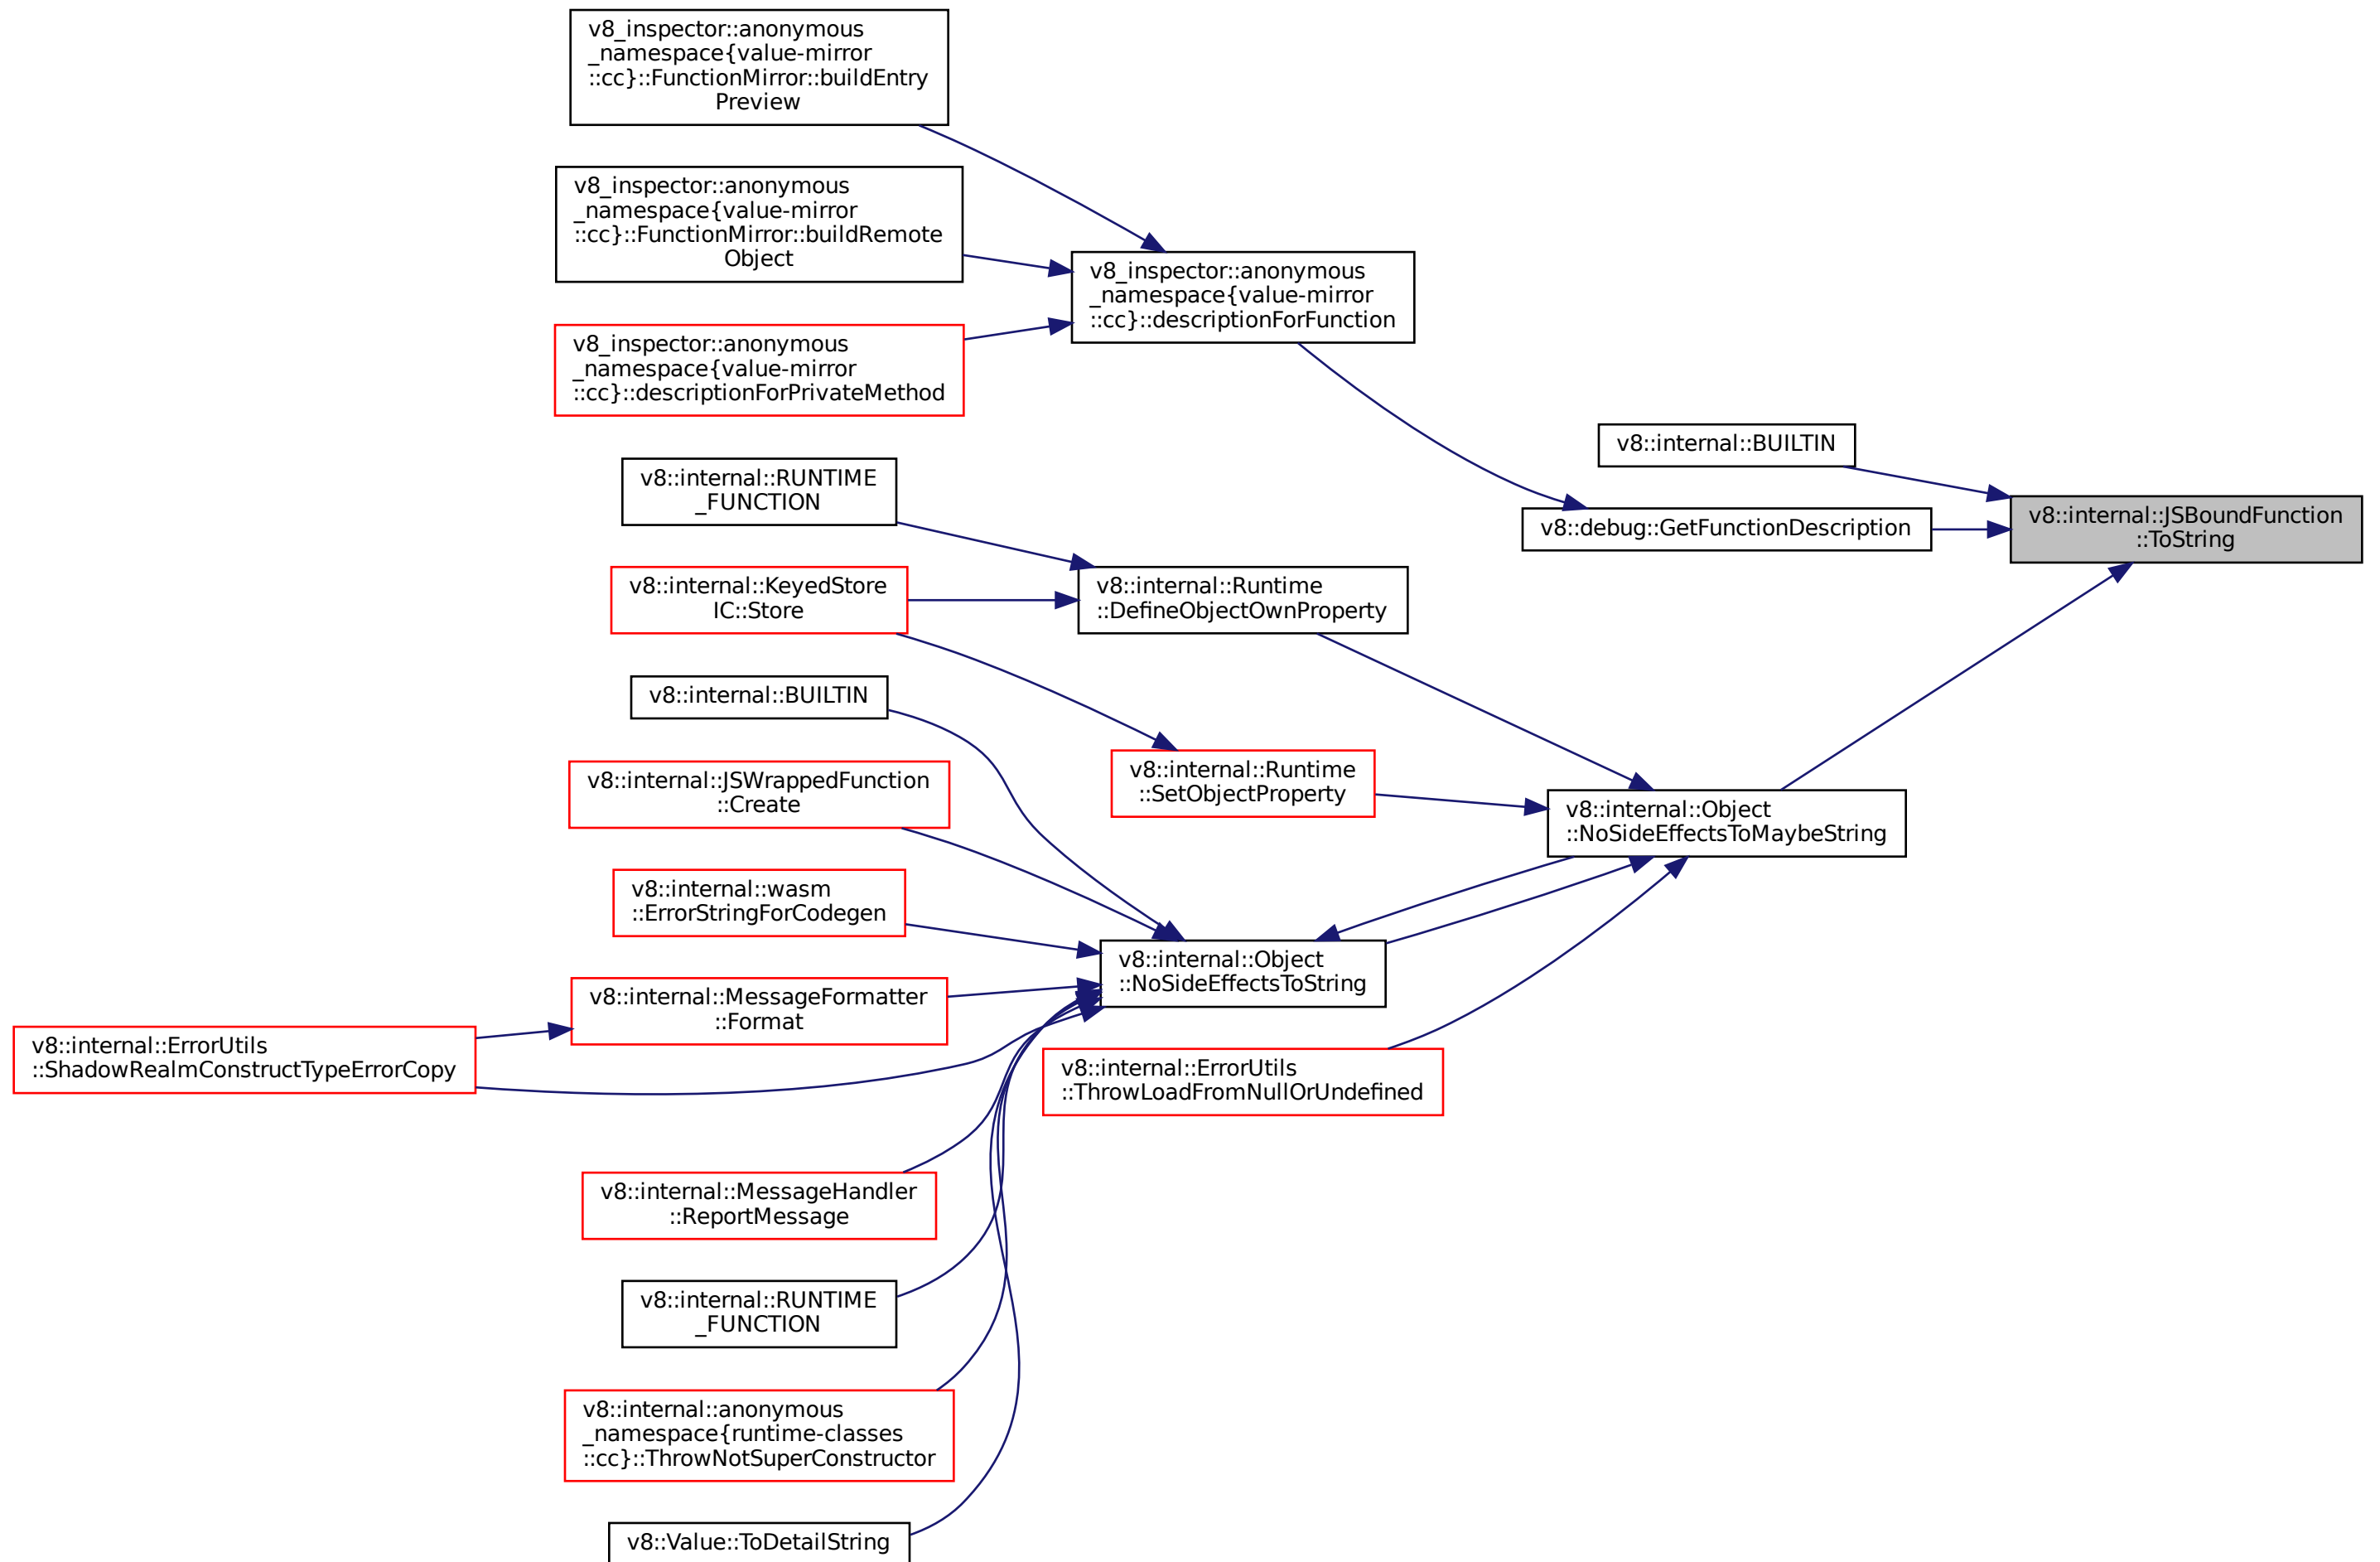 v8_inspector::anonymous
_namespace{value-mirror
::cc}::FunctionMirror::buildEntry
Preview
v8_inspector::anonymous
_namespace{value-mirror
::cc}::FunctionMirror::buildRemote
Object
v8_inspector::anonymous
_namespace{value-mirror
::cc}::descriptionForFunction
v8_inspector::anonymous
_namespace{value-mirror
::cc}::descriptionForPrivateMethod
v8::internal::BUILTIN
v8::internal::RUNTIME
_FUNCTION
v8::debug::GetFunctionDescription
v8::internal::JSBoundFunction
::ToString
v8::internal::KeyedStore
IC::Store
v8::internal::Runtime
::DefineObjectOwnProperty
v8::internal::BUILTIN
v8::internal::Runtime
::SetObjectProperty
v8::internal::JSWrappedFunction
::Create
v8::internal::Object
::NoSideEffectsToMaybeString
v8::internal::wasm
::ErrorStringForCodegen
v8::internal::Object
::NoSideEffectsToString
v8::internal::MessageFormatter
::Format
v8::internal::ErrorUtils
::ShadowRealmConstructTypeErrorCopy
v8::internal::ErrorUtils
::ThrowLoadFromNullOrUndefined
v8::internal::MessageHandler
::ReportMessage
v8::internal::RUNTIME
_FUNCTION
v8::internal::anonymous
_namespace{runtime-classes
::cc}::ThrowNotSuperConstructor
v8::Value::ToDetailString